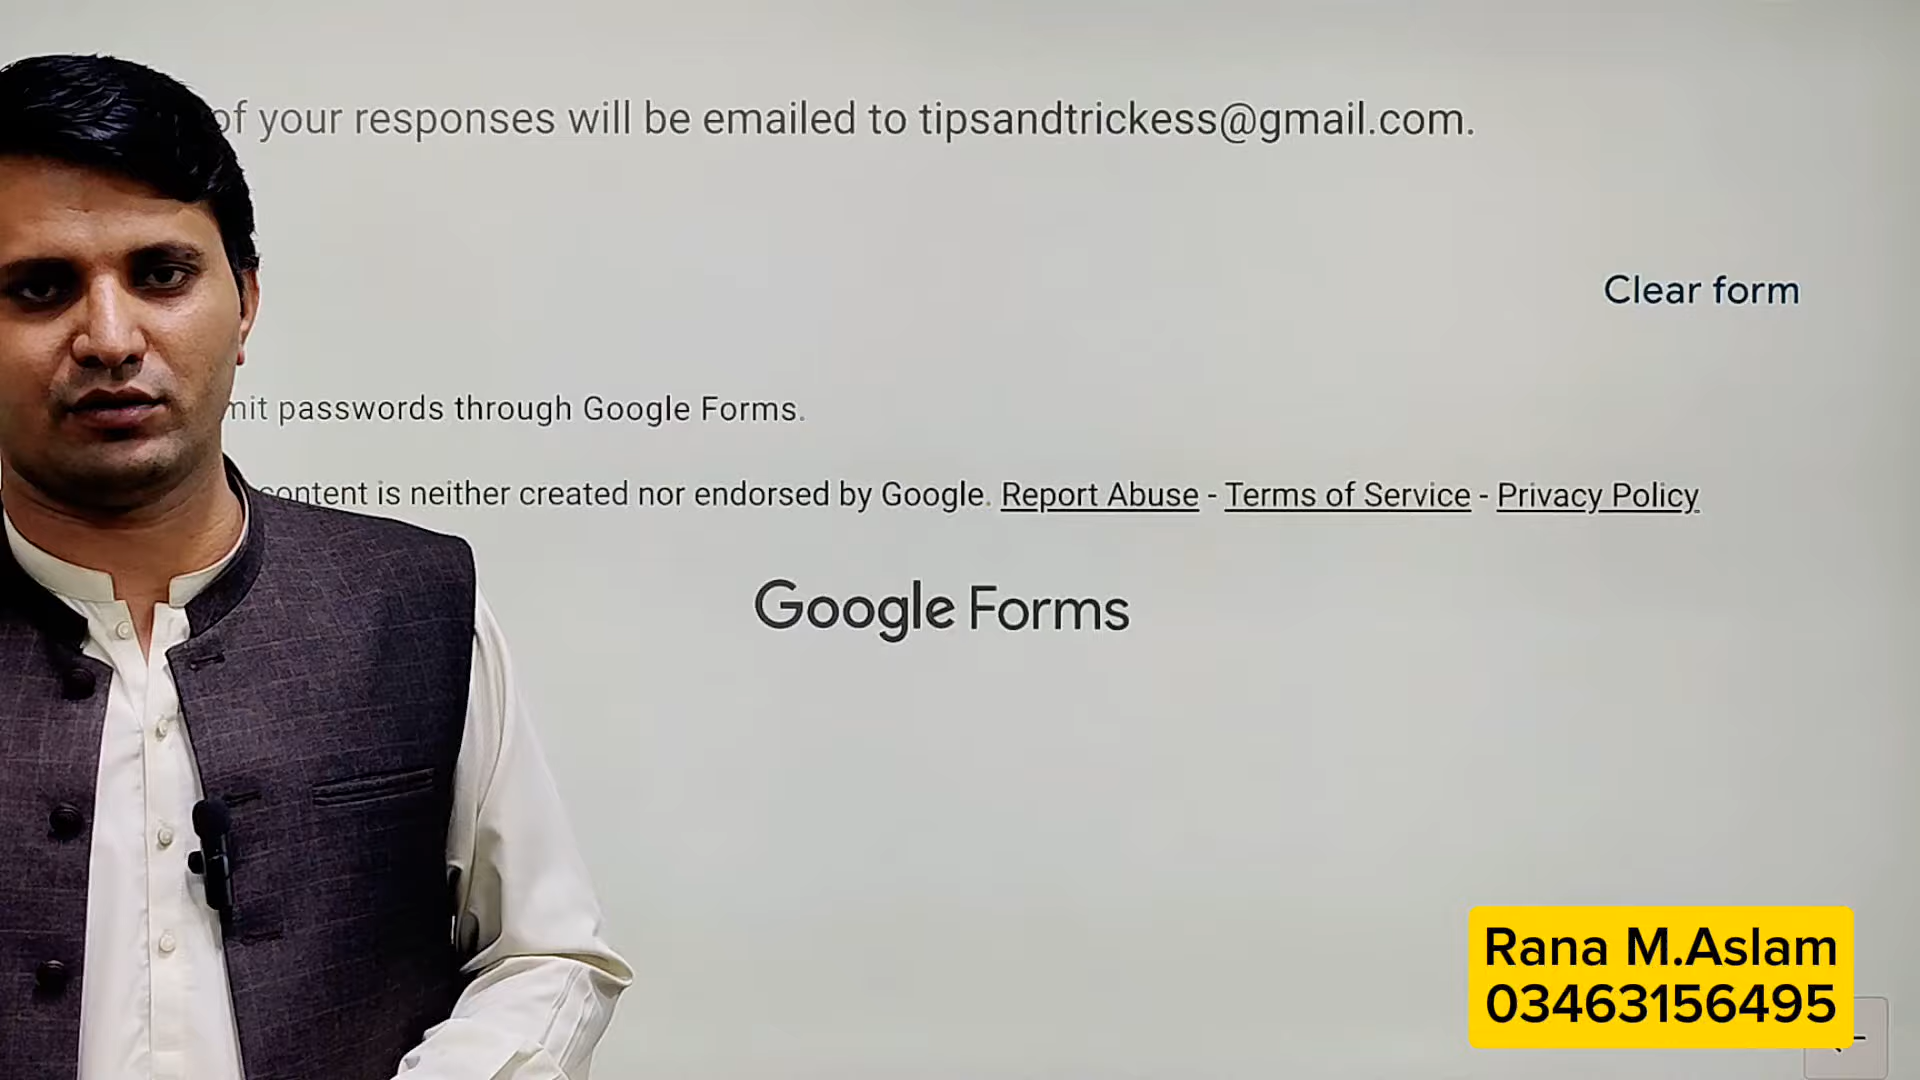 of your responses will be emailed to tipsandtrickess@gmail.com.
Clear form
mit passwords through Google Forms.
content is neither created nor endorsed by Google. Report Abuse - Terms of Service - Privacy Policy
Google Forms
Rana M.Aslam
03463156495